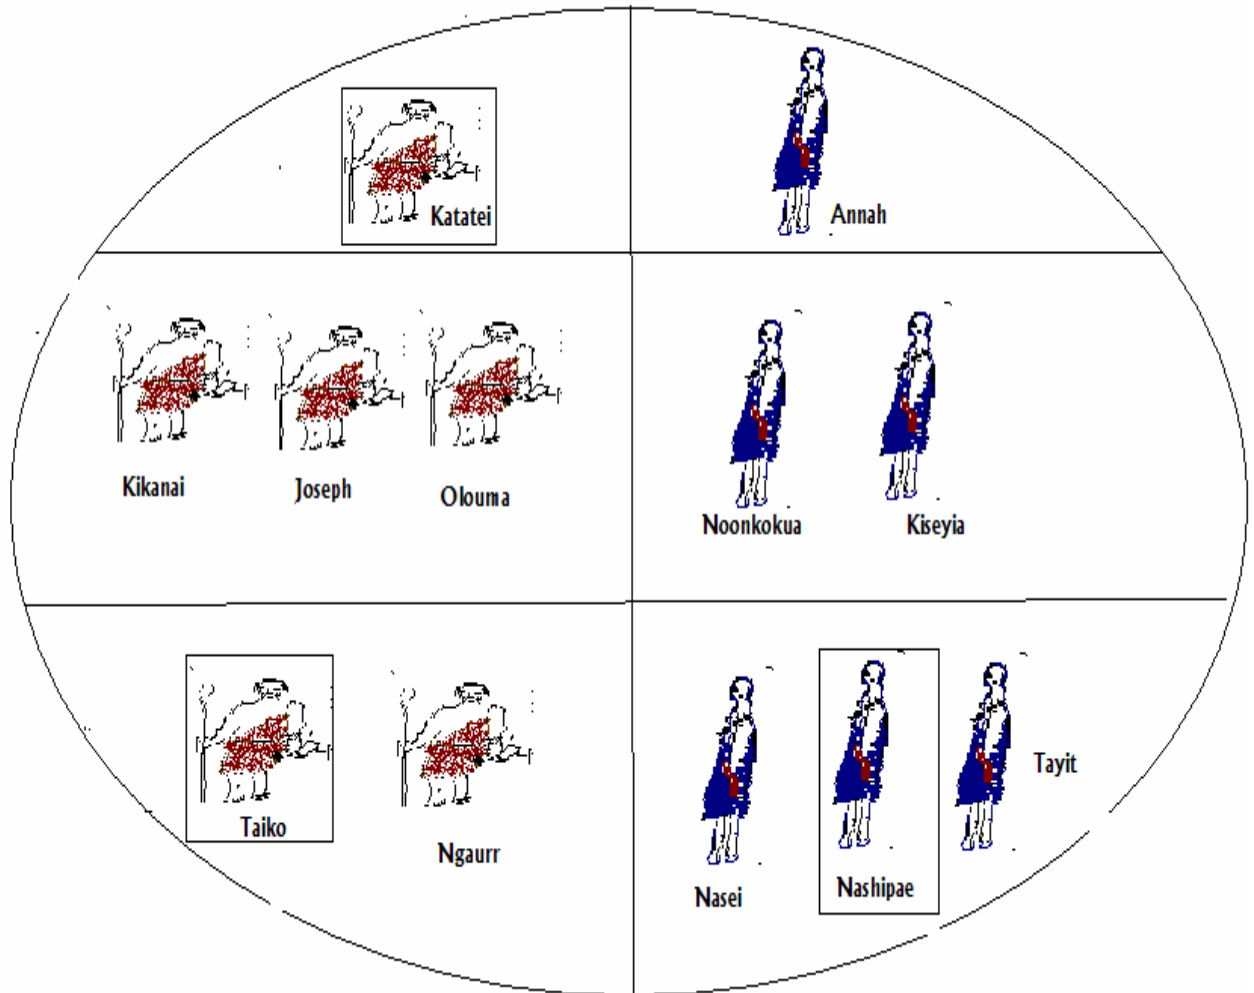 Katatei
Annah
Kikanai
Joseph
Olouma
Noonkokua
Kiseyia
Taiko
Ngaurr
Nasei
Nashipae
Tayit